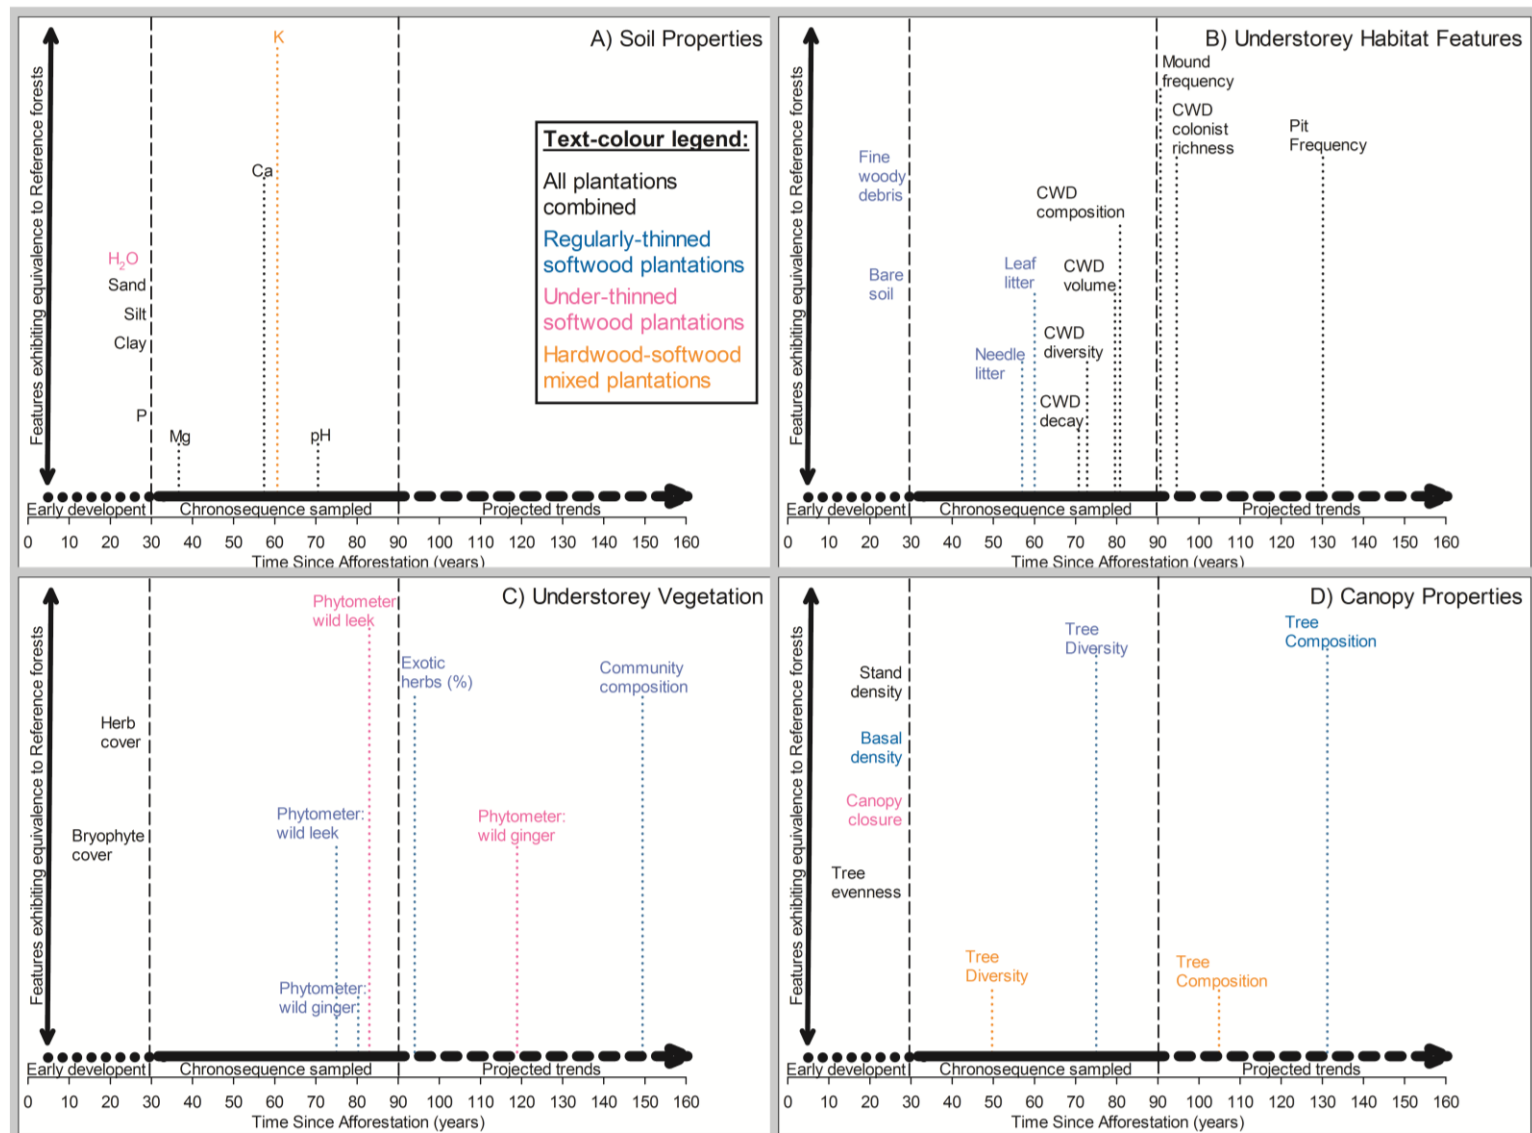 A) Soil Properties
Features exhibiting equivalence to Reference forests
K
Ca
H₂O
Sand
Silt
Clay
P
Mg
pH
Text-colour legend:
All plantations
combined
Regularly-thinned
softwood plantations
Under-thinned
softwood plantations
Hardwood-softwood
mixed plantations
Early developent
Chronosequence sampled
Projected trends
0 10 20 30 40 50 60 70 80 90 100 110 120 130 140 150 160
Time Since Afforestation (years)
B) Understorey Habitat Features
Features exhibiting equivalence to Reference forests
Mound
frequency
CWD
colonist
richness
Pit
Frequency
Fine
woody
debris
CWD
composition
Bare
soil
Leaf
litter
CWD
volume
CWD
diversity
Needle
litter
CWD
decay
Early developent
Chronosequence sampled
Projected trends
0 10 20 30 40 50 60 70 80 90 100 110 120 130 140 150 160
Time Since Afforestation (years)
C) Understorey Vegetation
Features exhibiting equivalence to Reference forests
Phytometer
wild leek
Exotic
herbs (%)
Community
composition
Herb
cover
Bryophyte
cover
Phytometer:
wild leek
Phytometer:
wild ginger
Phytometer:
wild ginger
Early developent
Chronosequence sampled
Projected trends
0 10 20 30 40 50 60 70 80 90 100 110 120 130 140 150 160
Time Since Afforestation (years)
D) Canopy Properties
Features exhibiting equivalence to Reference forests
Tree
Diversity
Tree
Composition
Stand
density
Basal
density
Canopy
closure
Tree
evenness
Tree
Diversity
Tree
Composition
Early developent
Chronosequence sampled
Projected trends
0 10 20 30 40 50 60 70 80 90 100 110 120 130 140 150 160
Time Since Afforestation (years)